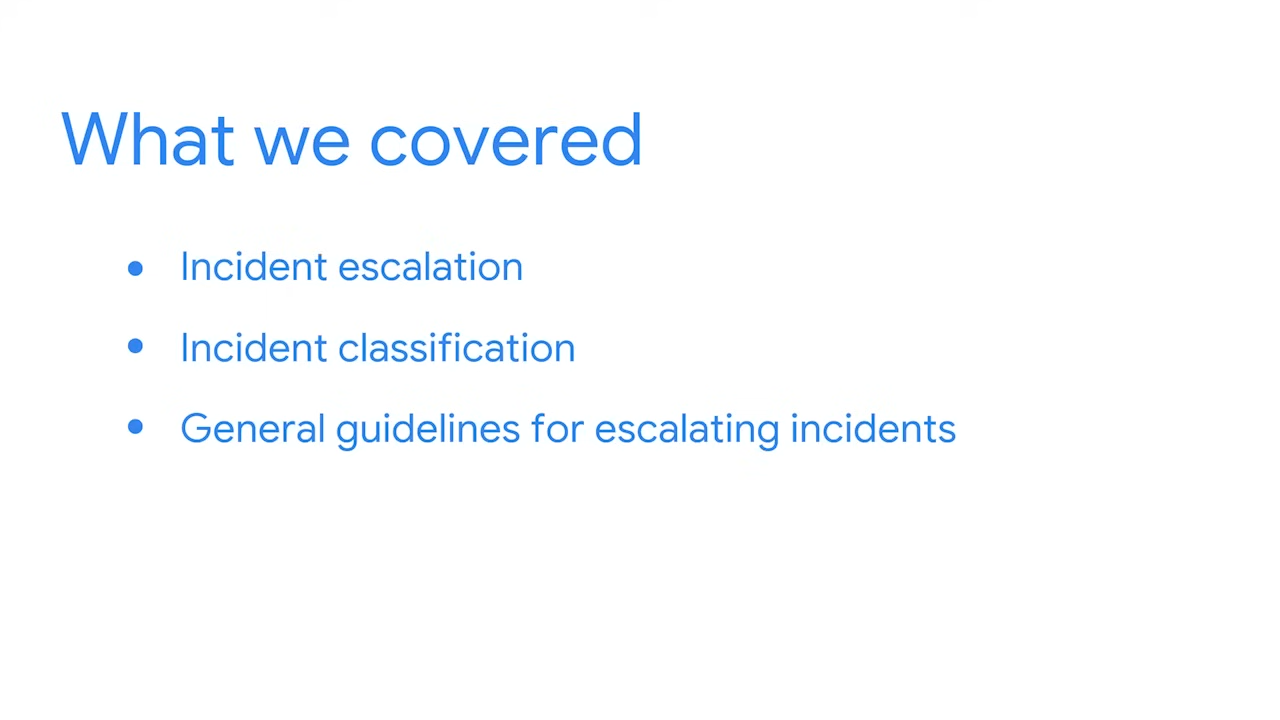 What we covered
• Incident escalation
• Incident classification
• General guidelines for escalating incidents